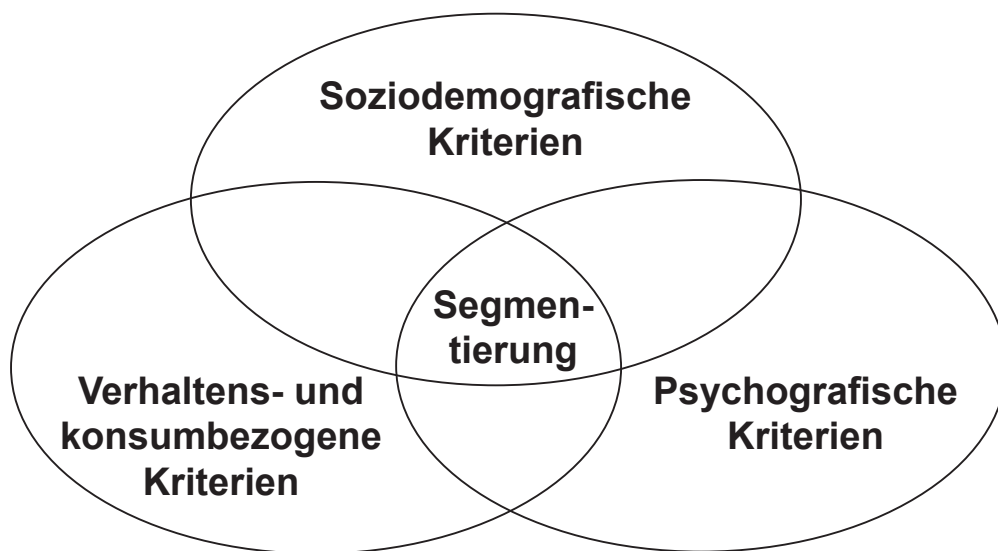 Soziodemografische
Kriterien
Segmen-
tierung
Verhaltens- und
konsumbezogene
Kriterien
Psychografische
Kriterien